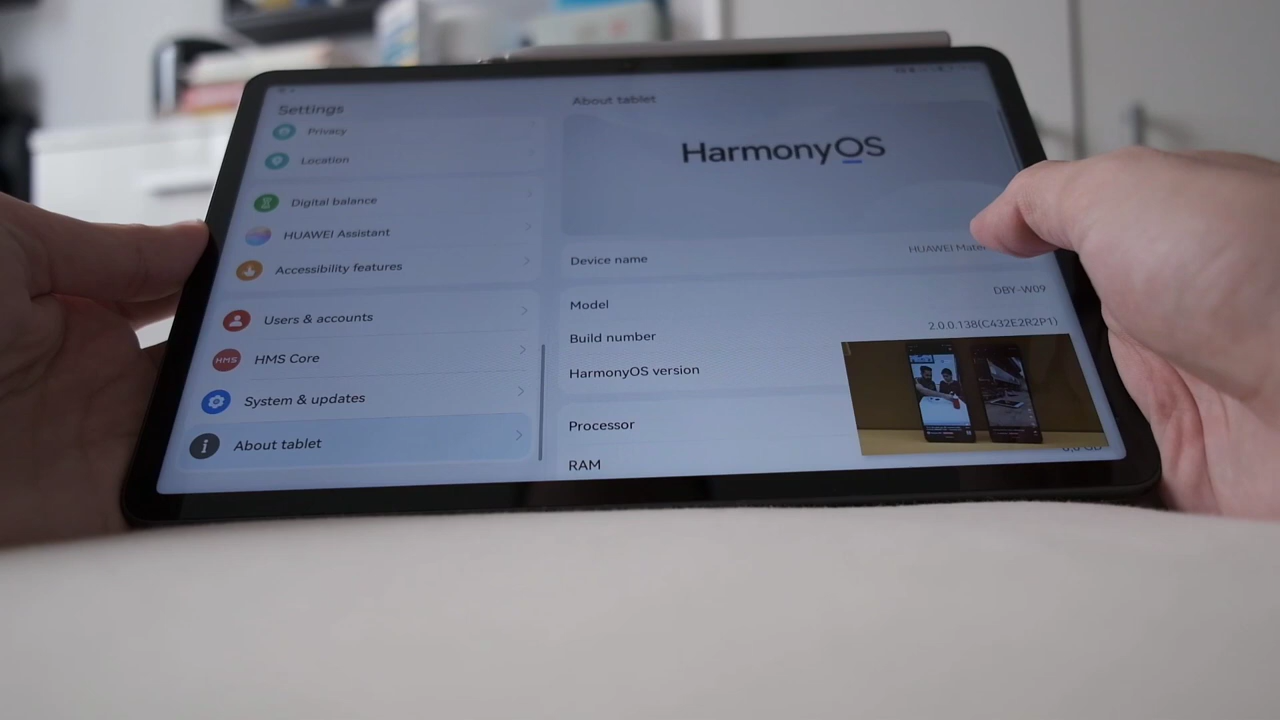 Settings
Privacy
Location
Digital balance
HUAWEI Assistant
Accessibility features
Users & accounts
HMS
HMS Core
System & updates
About tablet
About tablet
HarmonyOS
Device name
HUAWEI
Model
DBY-W09
Build number
2.0.0.138(C432E2R2P1)
HarmonyOS version
Processor
RAM